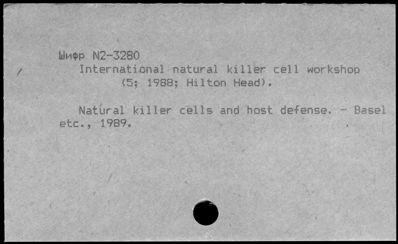 Шифр N2-3280
International natural killer cell workshop
(5; 1988; Hilton Head).
Natural killer cells and host defense. - Basel
etc., 1989.